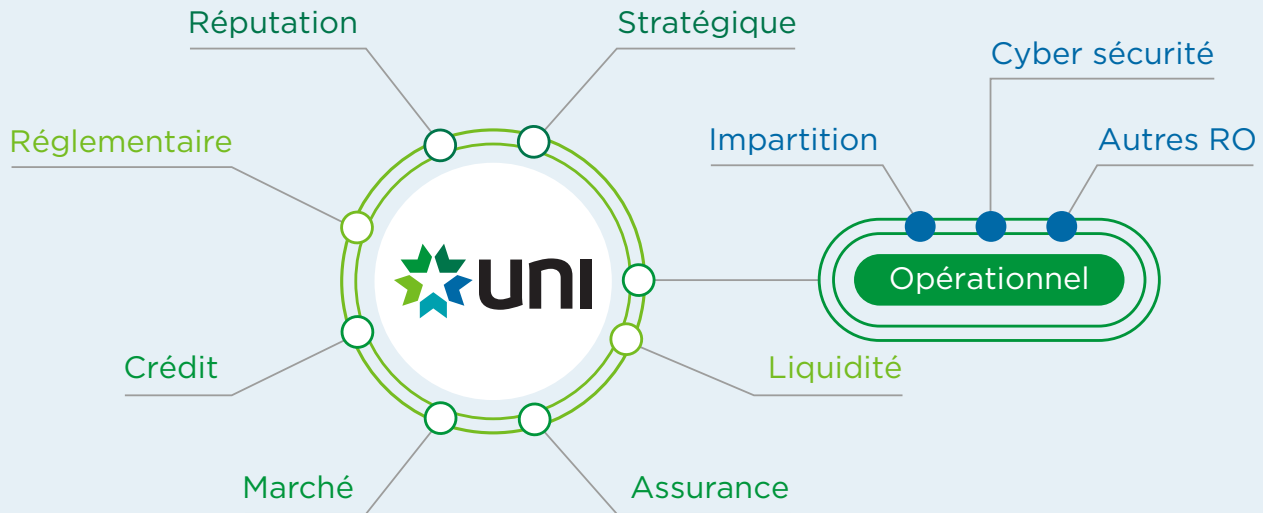 Réputation
Stratégique
Cyber sécurité
Réglementaire
Impartition
Autres RO
UNI
Opérationnel
Crédit
Liquidité
Marché
Assurance